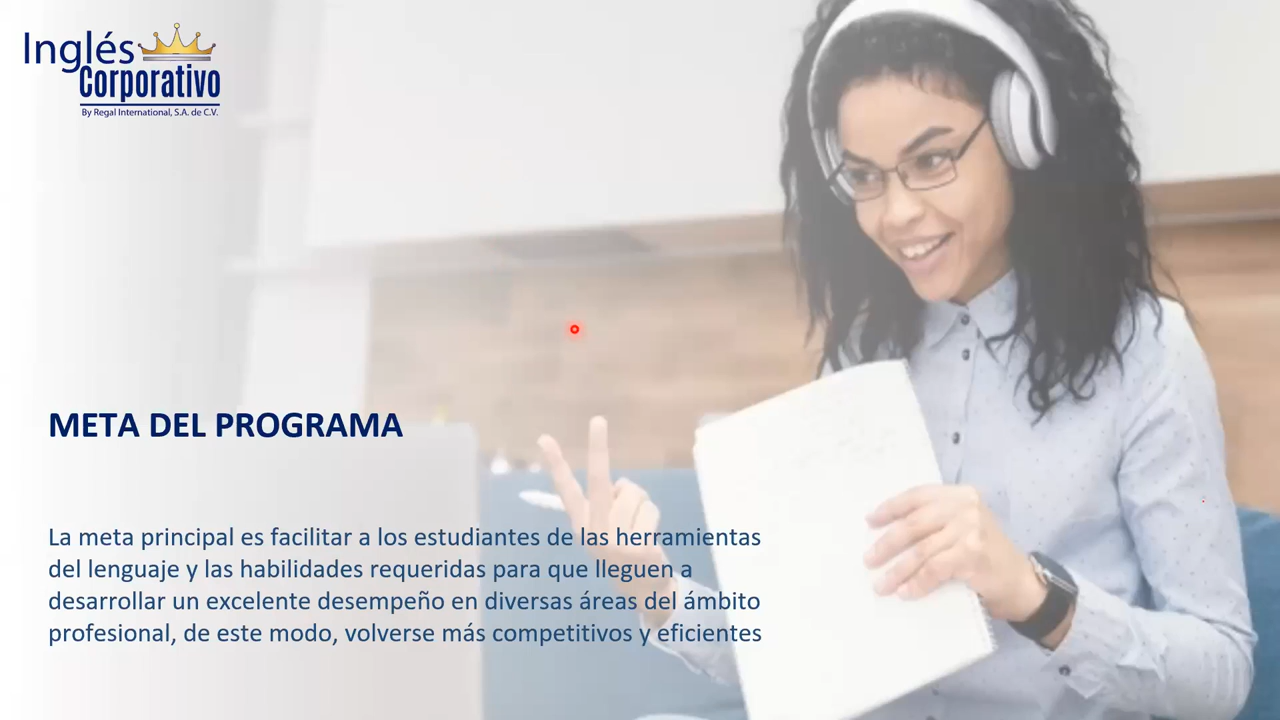 Inglés
Corporativo
By Regal International, S.A. de C.V.
META DEL PROGRAMA
La meta principal es facilitar a los estudiantes de las herramientas
del lenguaje y las habilidades requeridas para que lleguen a
desarrollar un excelente desempeño en diversas áreas del ámbito
profesional, de este modo, volverse más competitivos y eficientes